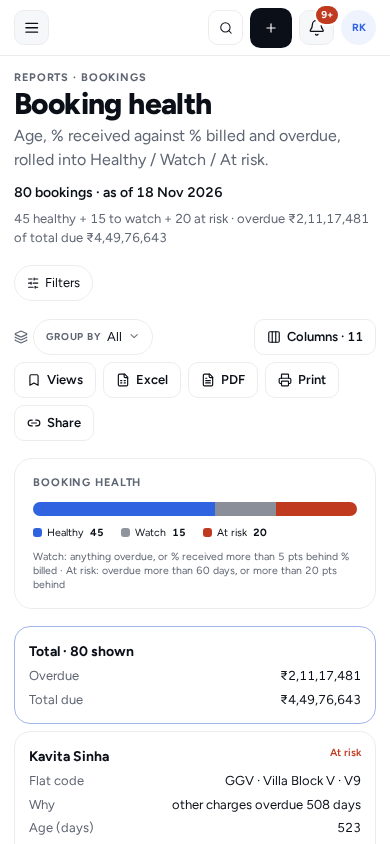 9+
RK
REPORTS · BOOKINGS
Booking health
Age, % received against % billed and overdue,
rolled into Healthy / Watch / At risk.
80 bookings · as of 18 Nov 2026
45 healthy + 15 to watch + 20 at risk · overdue ₹2,11,17,481
of total due ₹4,49,76,643
Filters
GROUP BY All
Columns · 11
Views
Excel
PDF
Print
Share
BOOKING HEALTH
Healthy 45
Watch 15
At risk 20
Watch: anything overdue, or % received more than 5 pts behind %
billed · At risk: overdue more than 60 days, or more than 20 pts
behind
Total · 80 shown
Overdue ₹2,11,17,481
Total due ₹4,49,76,643
Kavita Sinha At risk
Flat code GGV · Villa Block V · V9
Why other charges overdue 508 days
Age (days) 523